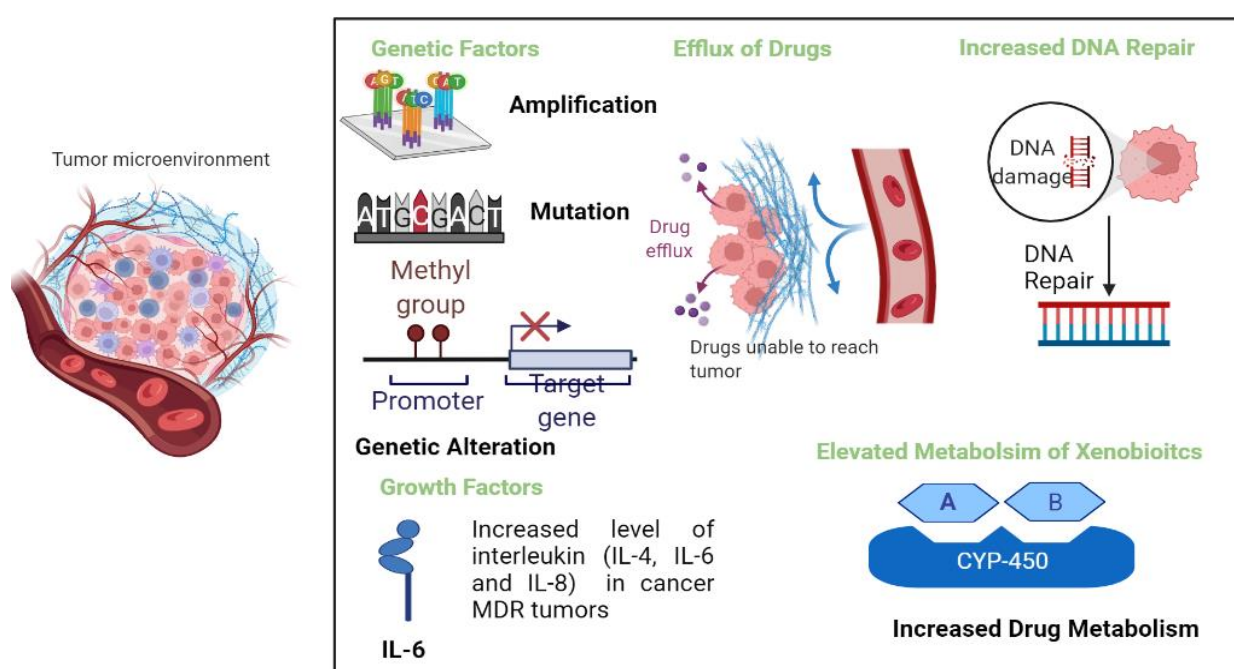 Tumor microenvironment
Genetic Factors
A G T
A T C
G A T
Amplification
ATGCGACT
Mutation
Methyl
group
Promoter
Target
gene
Genetic Alteration
Growth Factors
IL-6
Increased level of
interleukin (IL-4, IL-6
and IL-8) in cancer
MDR tumors
Efflux of Drugs
Drug
efflux
Drugs unable to reach
tumor
Increased DNA Repair
DNA
damage
DNA
Repair
Elevated Metabolsim of Xenobioitcs
A
B
CYP-450
Increased Drug Metabolism